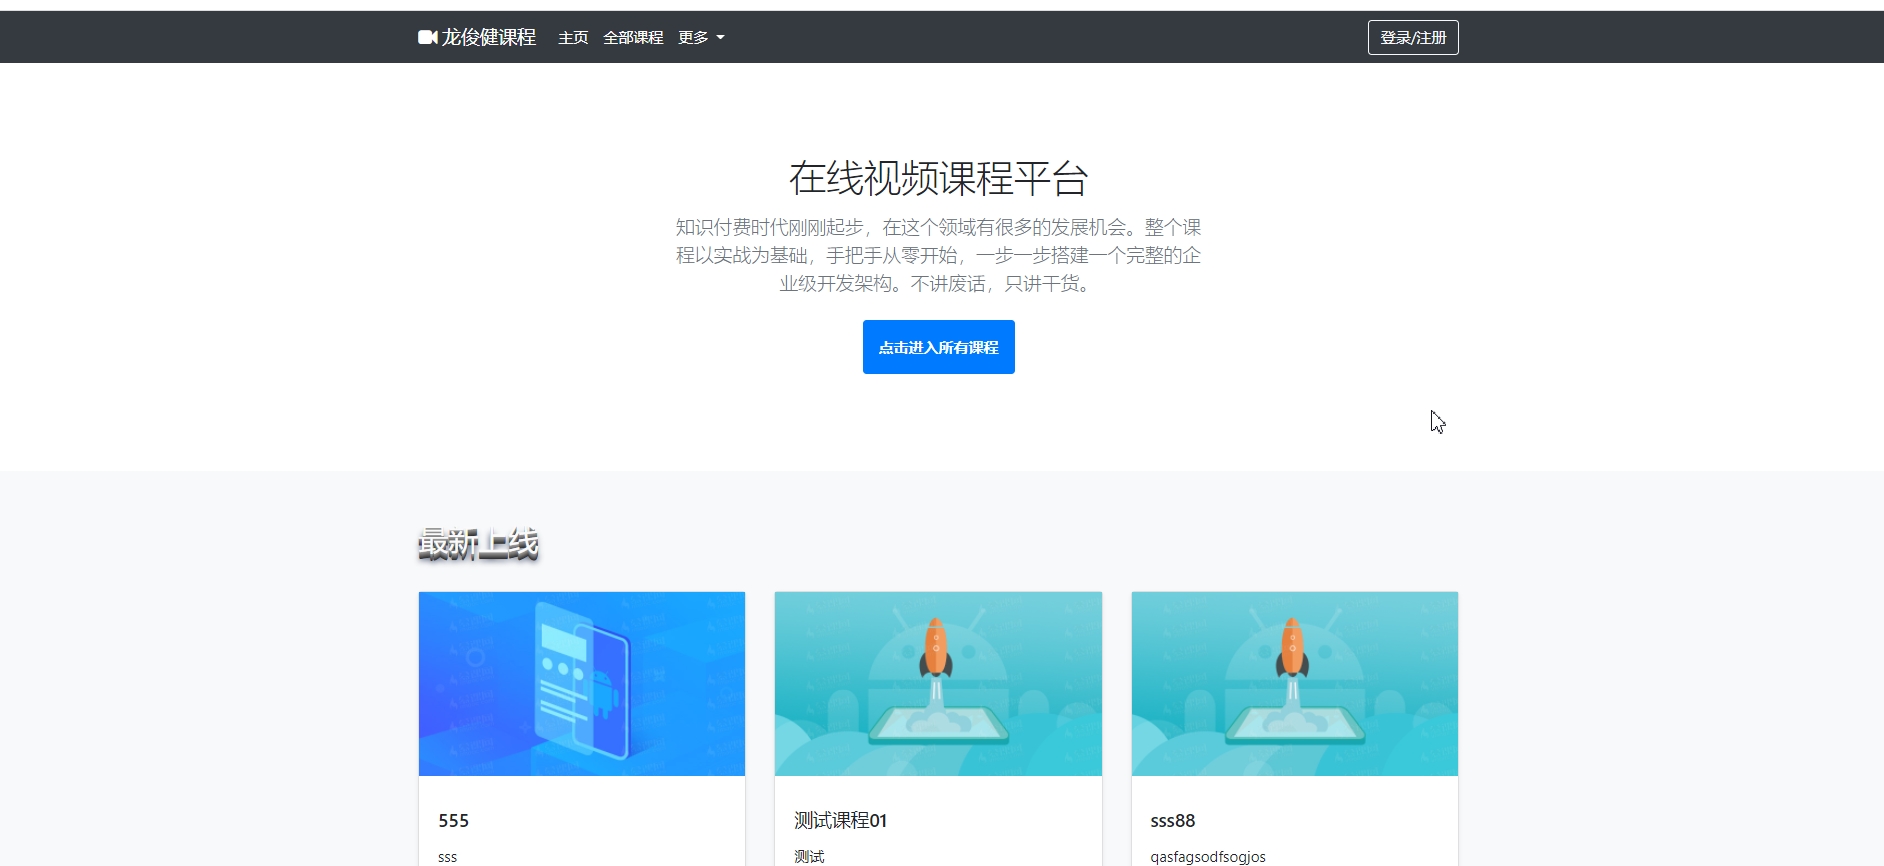 龙俊健课程 主页 全部课程 更多 登录/注册
在线视频课程平台
知识付费时代刚刚起步，在这个领域有很多的发展机会。整个课
程以实战为基础，手把手从零开始，一步一步搭建一个完整的企
业级开发架构。不讲废话，只讲干货。
点击进入所有课程
最新上线
555 测试课程01 sss88
sss 测试 qasfagsodfsogjos